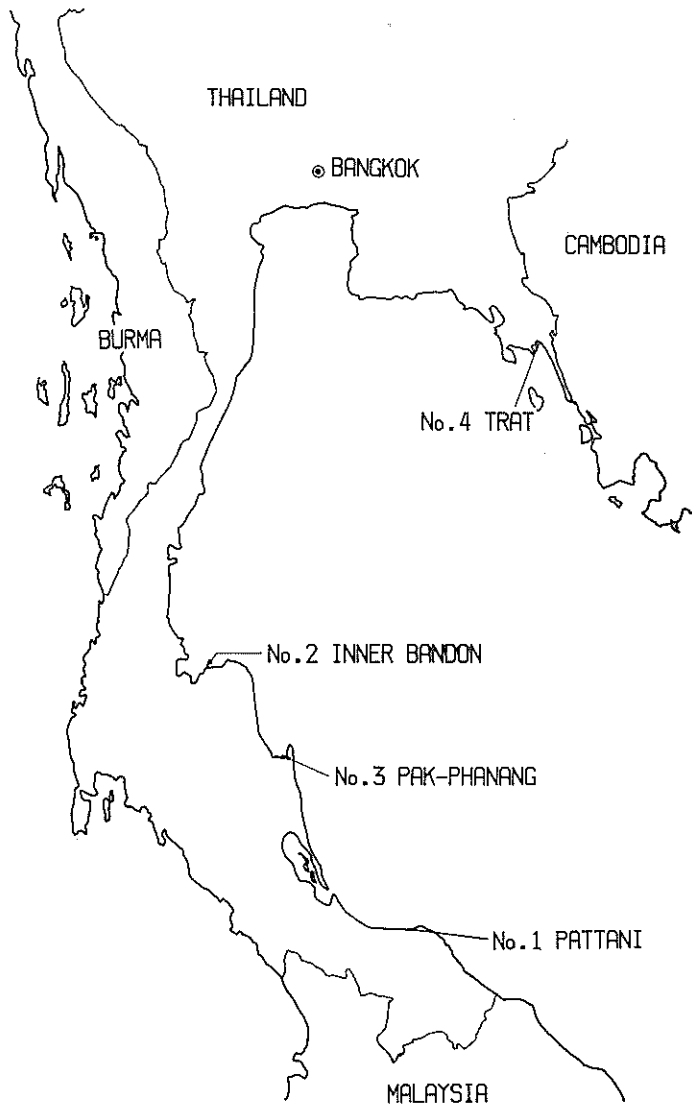 THAILAND
BANGKOK
CAMBODIA
BURMA
No.4 TRAT
No.2 INNER BANDON
No.3 PAK-PHANANG
No.1 PATTANI
MALAYSIA